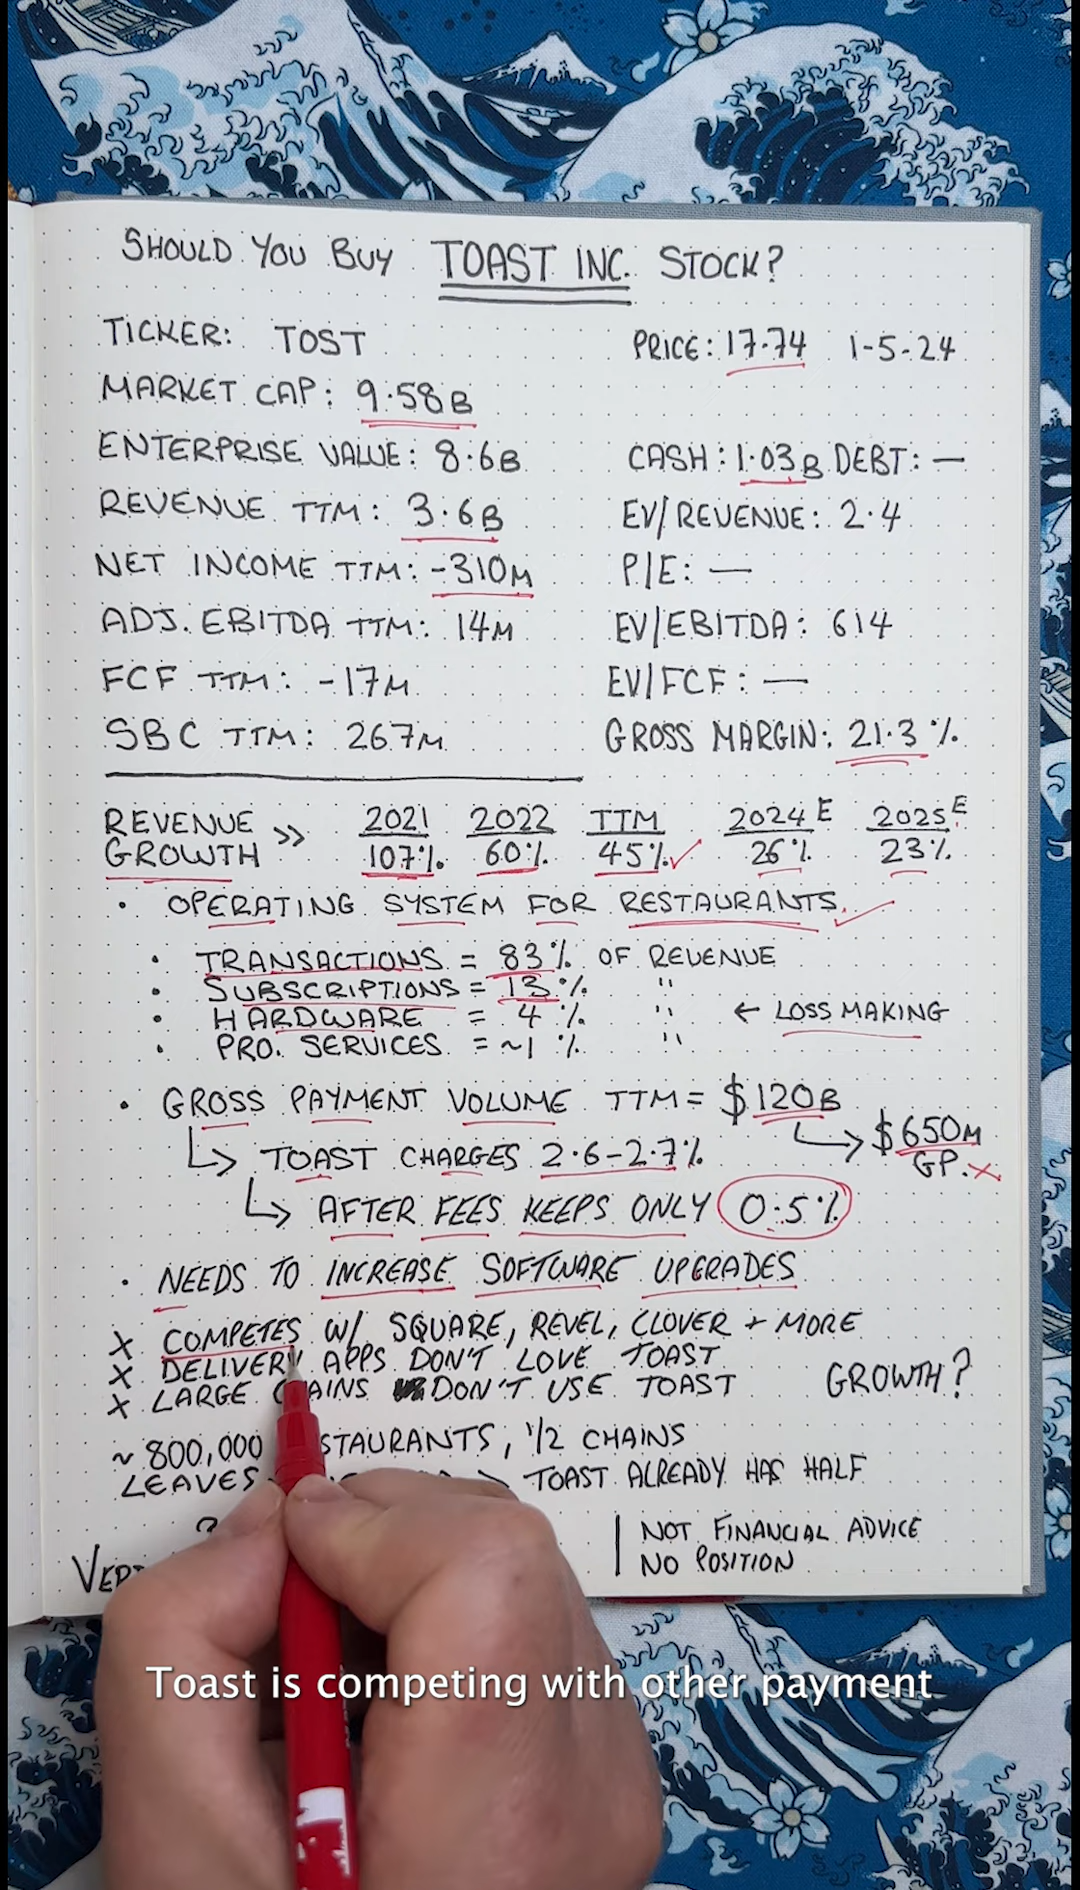 SHOULD YOU BUY TOAST INC. STOCK?
TICKER: TOST PRICE: 17.74 1-5-24
MARKET CAP: 9.58B
ENTERPRISE VALUE: 8.6B CASH: 1.03B DEBT: —
REVENUE TTM: 3.6B EV/REVENUE: 2.4
NET INCOME TTM: -310M P/E: —
ADJ. EBITDA TTM: 14M EV/EBITDA: 614
FCF TTM: -17M EV/FCF: —
SBC TTM: 267M GROSS MARGIN: 21.3%
REVENUE GROWTH >> 2021 2022 TTM 2024E 2025E
107% 60% 45% 26% 23%
• OPERATING SYSTEM FOR RESTAURANTS
• TRANSACTIONS = 83% OF REVENUE
• SUBSCRIPTIONS = 13% "
• HARDWARE = 4% " ← LOSS MAKING
• PRO. SERVICES = ~1% "
• GROSS PAYMENT VOLUME TTM = $120B
↳ $650M GP.
↳ TOAST CHARGES 2.6-2.7%
↳ AFTER FEES KEEPS ONLY 0.5%
• NEEDS TO INCREASE SOFTWARE UPGRADES
X COMPETES W/ SQUARE, REVEL, CLOVER + MORE
X DELIVERY APPS DON'T LOVE TOAST
X LARGE CHAINS DON'T USE TOAST GROWTH?
~800,000 RESTAURANTS, 1/2 CHAINS
LEAVES TOAST ALREADY HAS HALF
NOT FINANCIAL ADVICE
NO POSITION
Toast is competing with other payment